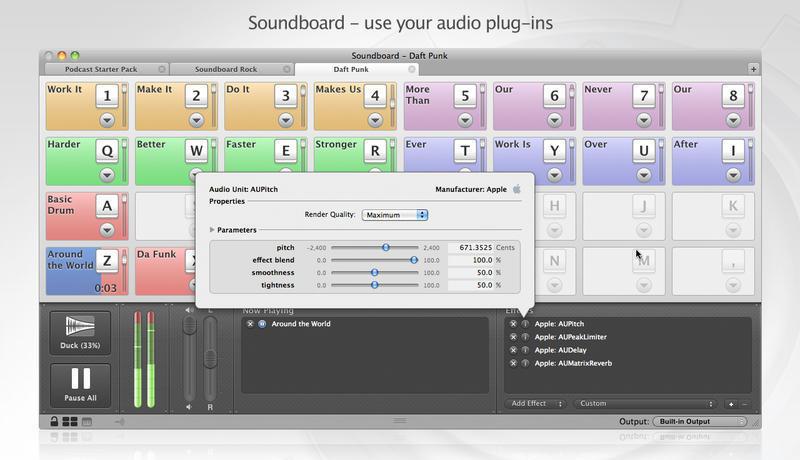 Soundboard – use your audio plug-ins
Soundboard – Daft Punk
Podcast Starter Pack
Soundboard Rock
Daft Punk
Work It 1
Make It 2
Do It 3
Makes Us 4
More Than 5
Our 6
Never 7
Our 8
Harder Q
Better W
Faster E
Stronger R
Ever T
Work Is Y
Over U
After I
Basic Drum A
H
J
K
Around the World Z
0:03
Da Funk
N
M
,
Audio Unit: AUPitch
Manufacturer: Apple
Properties
Render Quality: Maximum
Parameters
pitch -2,400 2,400 671.3525 Cents
effect blend 0.0 100.0 100.0 %
smoothness 0.0 100.0 50.0 %
tightness 0.0 100.0 50.0 %
Duck (33%)
Pause All
L
R
Now Playing
Around the World
Apple: AUPitch
Apple: AUPeakLimiter
Apple: AUDelay
Apple: AUMatrixReverb
Add Effect
Custom
Output: Built-in Output